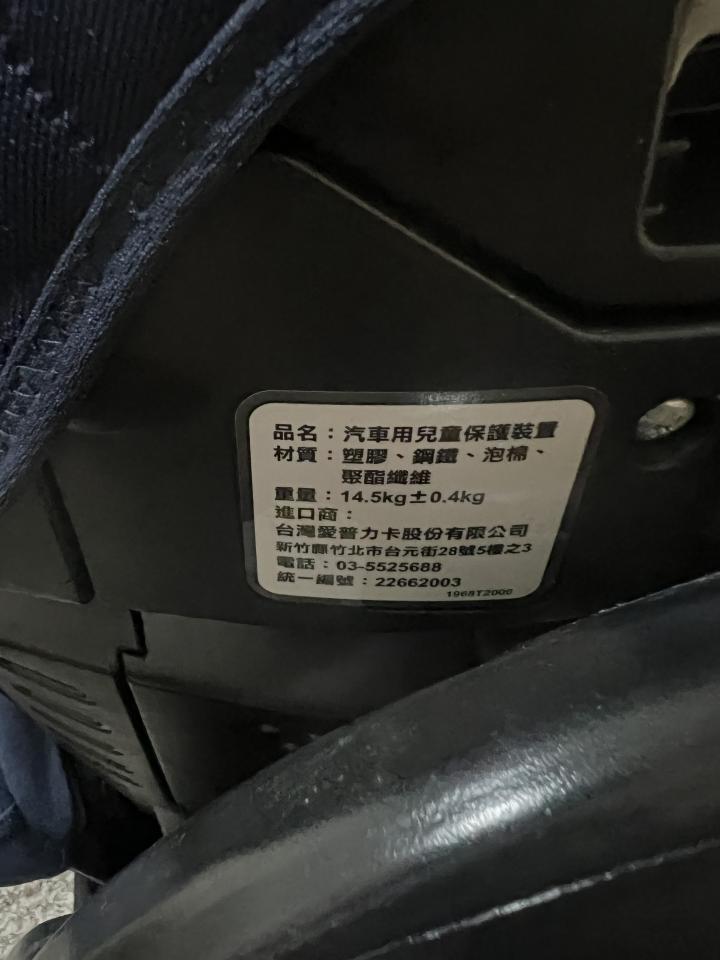 品名：汽車用兒童保護裝置
材質：塑膠、鋼鐵、泡棉、
聚酯纖維
重量：14.5kg±0.4kg
進口商：
台灣愛普力卡股份有限公司
新竹縣竹北市台元街28號5樓之3
電話：03-5525688
統一編號：22662003
1968T2000